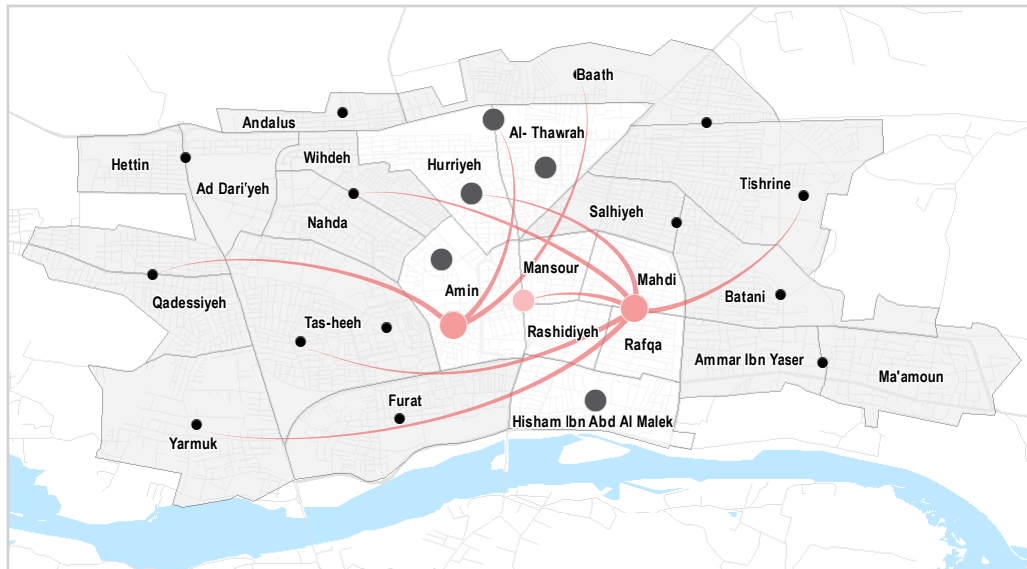 Baath
Andalus
Al- Thawrah
Wihdeh
Hurriyeh
Hettin
Ad Dari'yeh
Tishrine
Nahda
Salhiyeh
Mansour
Mahdi
Amin
Batani
Qadessiyeh
Tas-heeh
Rashidiyeh
Rafqa
Ammar Ibn Yaser
Ma'amoun
Furat
Hisham Ibn Abd Al Malek
Yarmuk